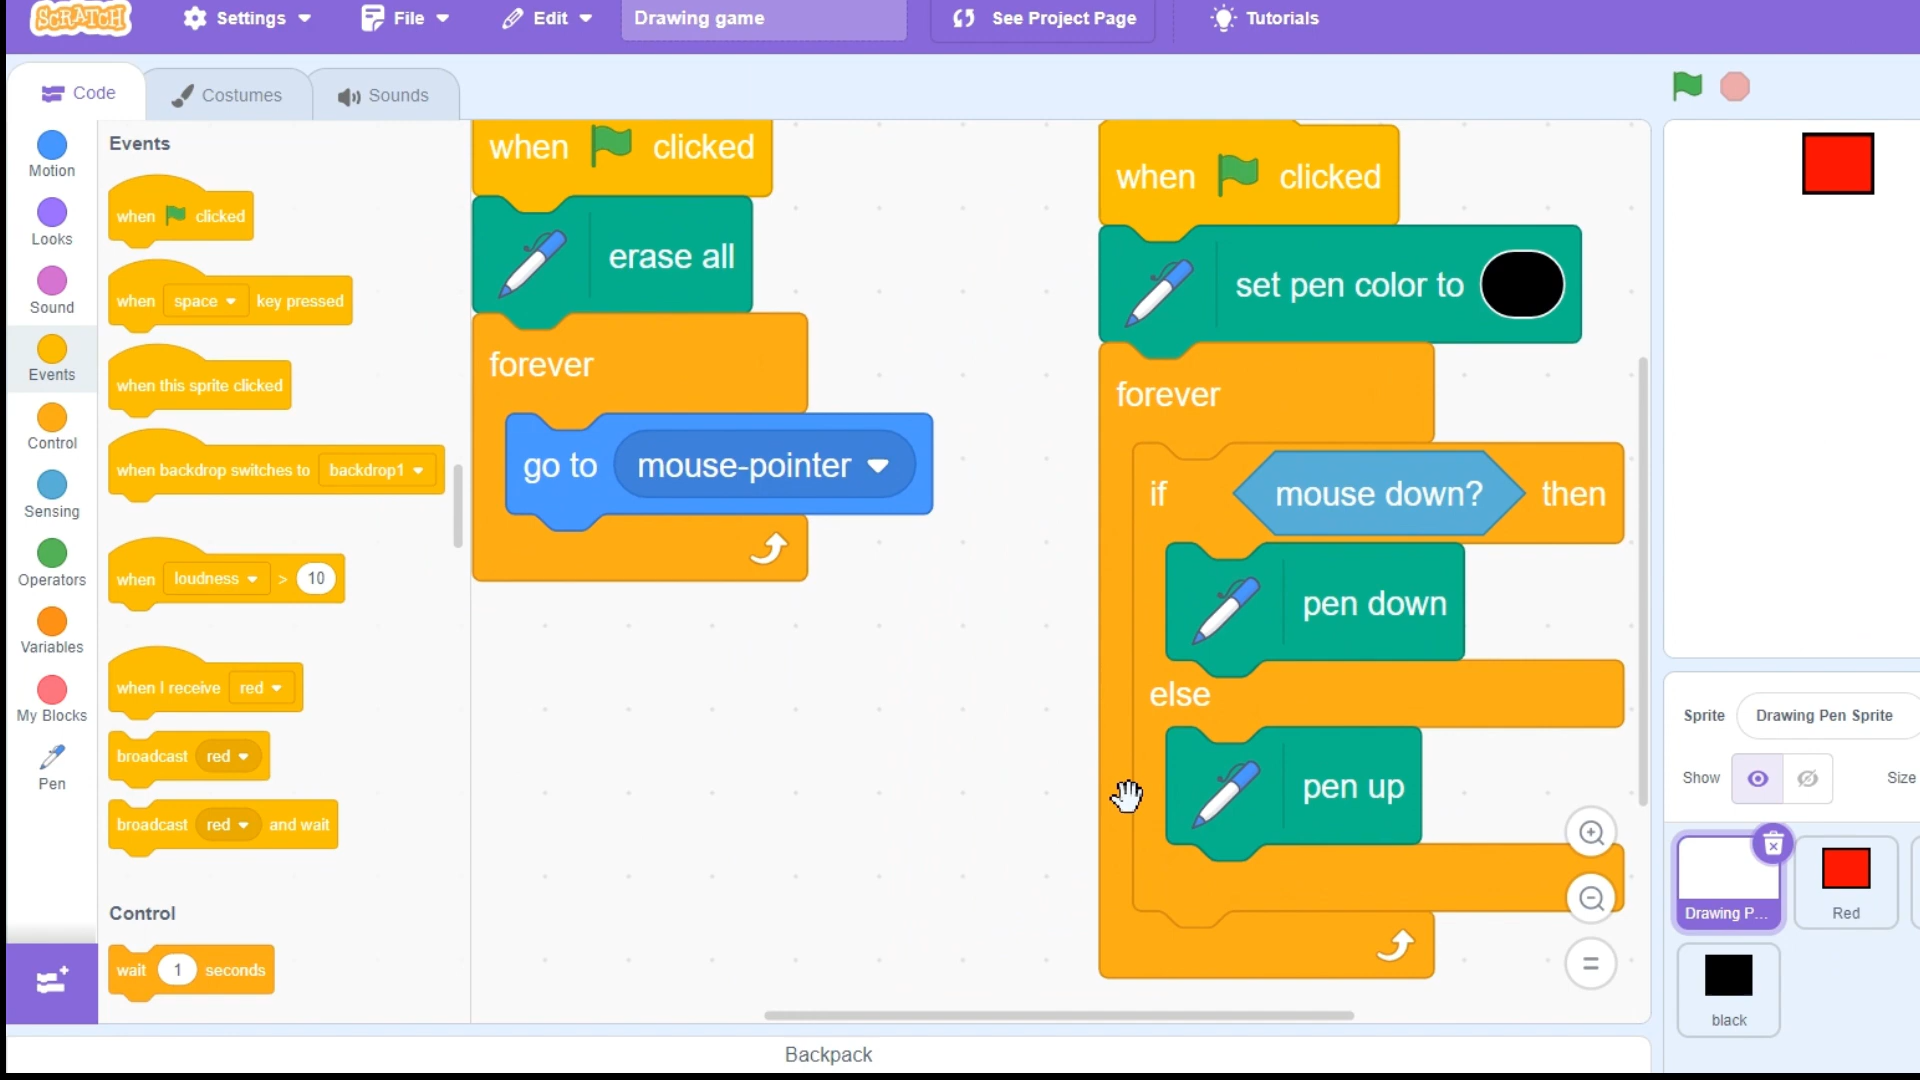 SCRATCH
Settings
File
Edit
Drawing game
See Project Page
Tutorials
Code
Costumes
Sounds
Motion
Looks
Sound
Events
Control
Sensing
Operators
Variables
My Blocks
Pen
Events
when clicked
when space key pressed
when this sprite clicked
when backdrop switches to backdrop1
when loudness > 10
when I receive red
broadcast red
broadcast red and wait
Control
wait 1 seconds
when clicked
erase all
forever
go to mouse-pointer
when clicked
set pen color to
forever
if mouse down? then
pen down
else
pen up
Backpack
Sprite Drawing Pen Sprite
Show Size
Drawing P...
Red
black